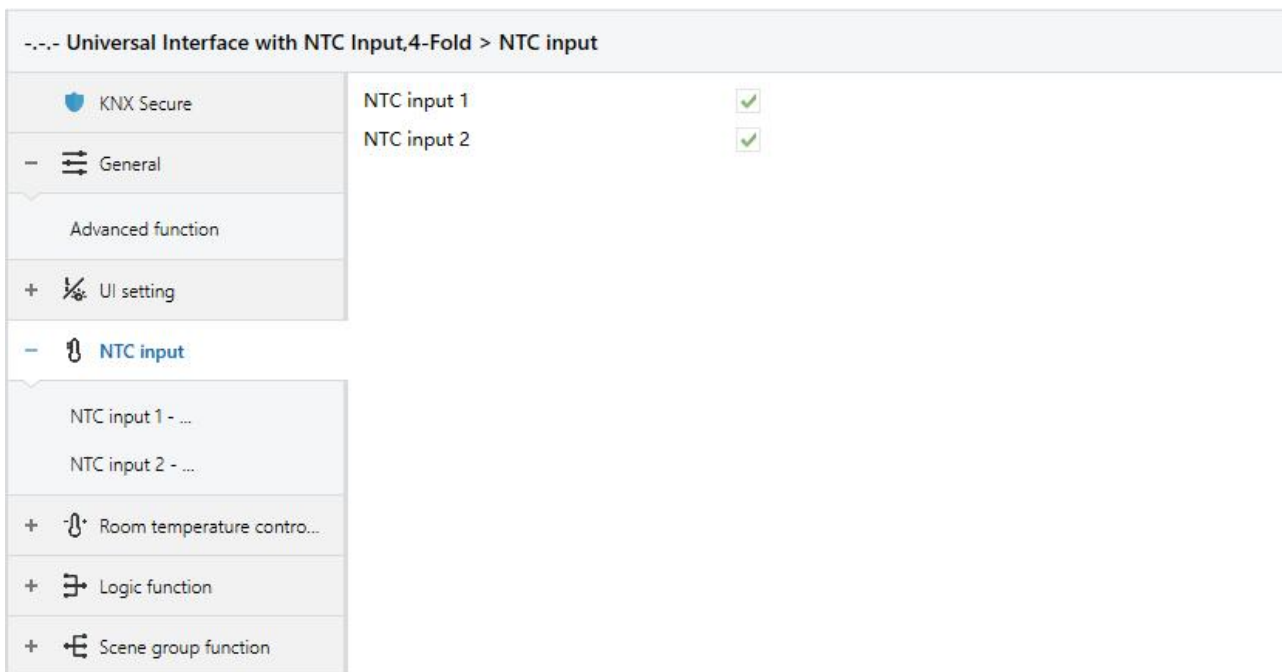 -.-.- Universal Interface with NTC Input,4-Fold > NTC input
KNX Secure
General
Advanced function
UI setting
NTC input
NTC input 1 - ...
NTC input 2 - ...
Room temperature contro...
Logic function
Scene group function
NTC input 1
NTC input 2